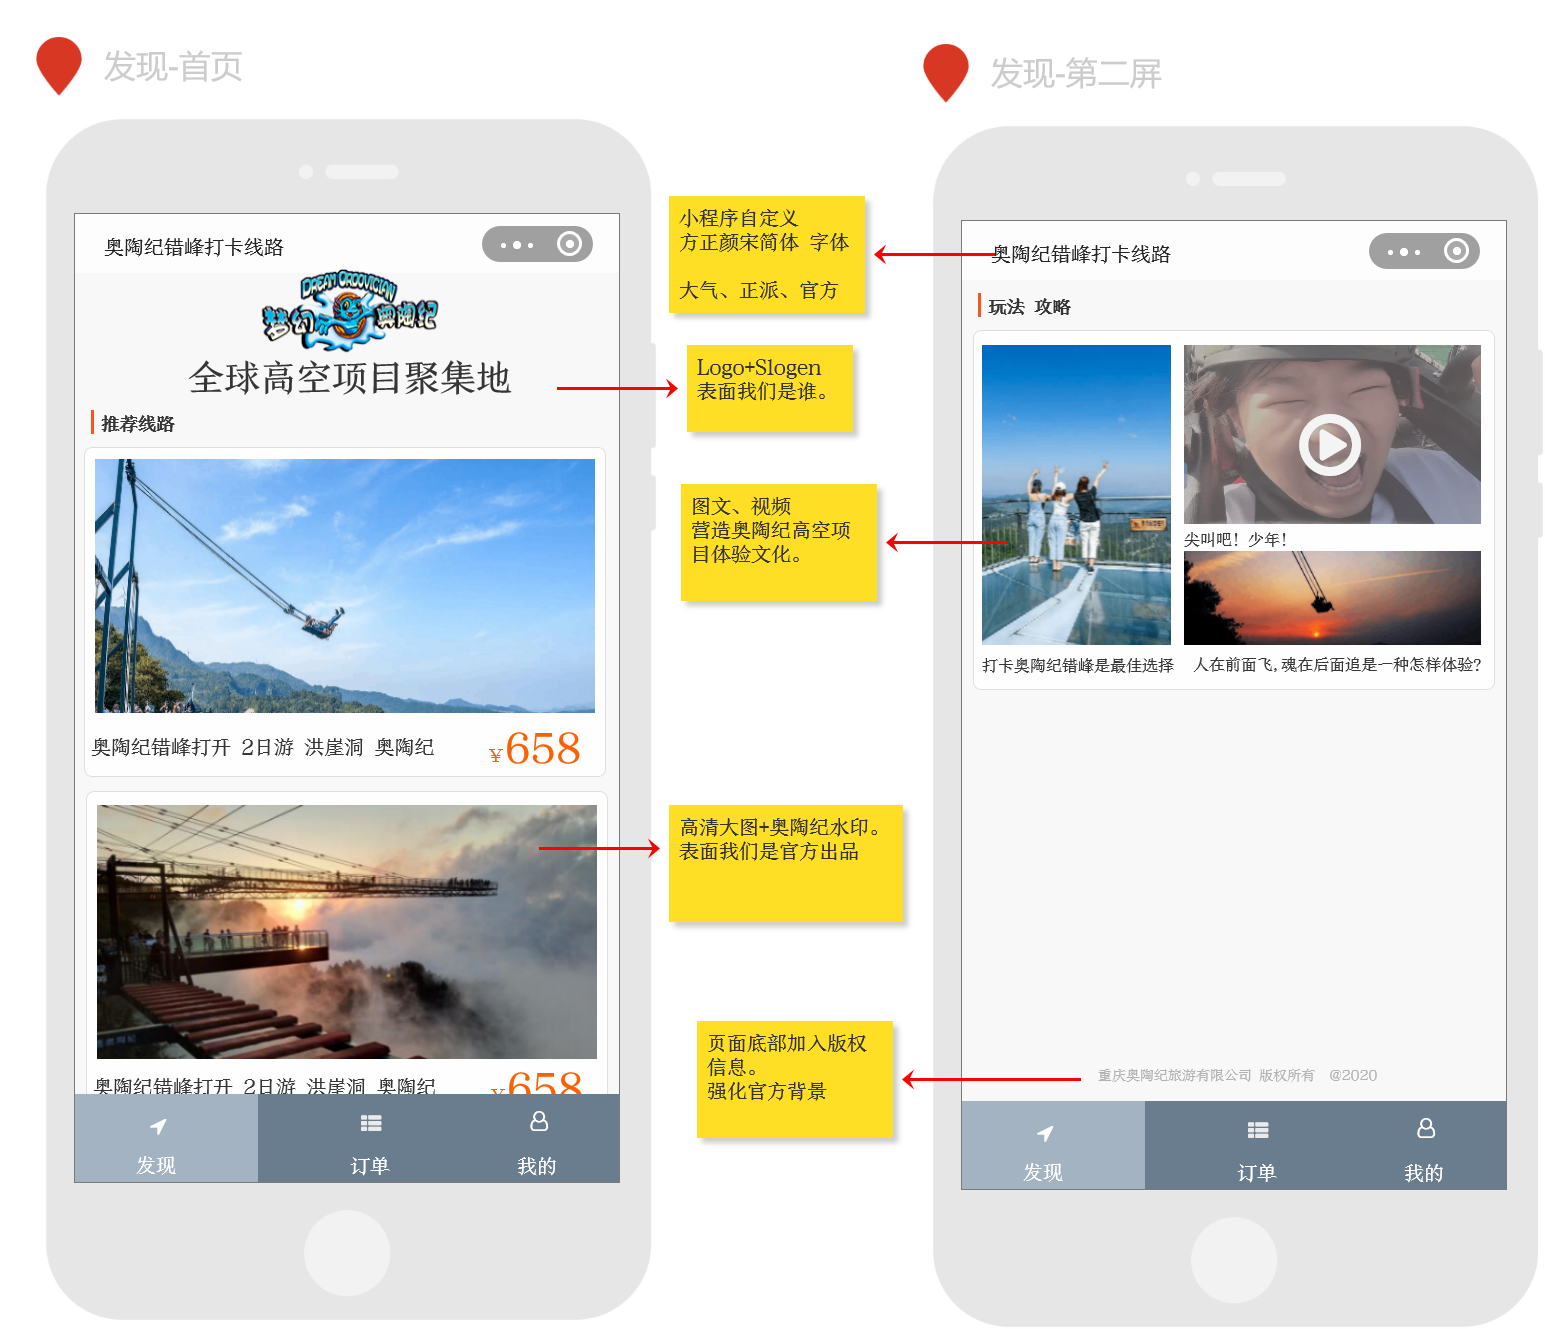 发现-首页
奥陶纪错峰打卡线路
DREAM ORDOVICIAN
梦幻奥陶纪
全球高空项目聚集地
推荐线路
奥陶纪错峰打开 2日游 洪崖洞 奥陶纪
¥658
奥陶纪错峰打开 2日游 洪崖洞 奥陶纪
¥658
发现
订单
我的
小程序自定义
方正颜宋简体 字体
大气、正派、官方
Logo+Slogen
表面我们是谁。
图文、视频
营造奥陶纪高空项
目体验文化。
高清大图+奥陶纪水印。
表面我们是官方出品
页面底部加入版权
信息。
强化官方背景
发现-第二屏
奥陶纪错峰打卡线路
玩法 攻略
尖叫吧！少年！
打卡奥陶纪错峰是最佳选择
人在前面飞,魂在后面追是一种怎样体验?
重庆奥陶纪旅游有限公司 版权所有 @2020
发现
订单
我的